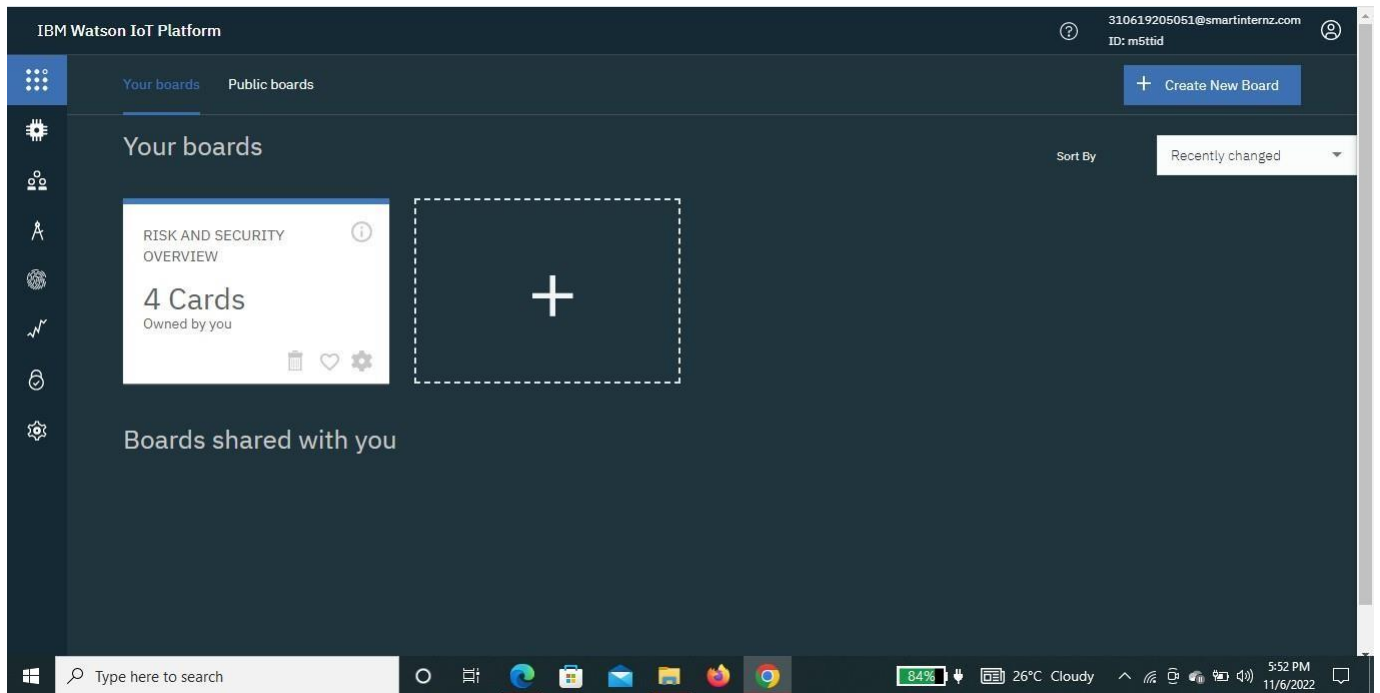 IBM Watson IoT Platform
310619205051@smartinternz.com
ID: m5ttid
Your boards
Public boards
Create New Board
Your boards
Sort By
Recently changed
RISK AND SECURITY
OVERVIEW
4 Cards
Owned by you
Boards shared with you
Type here to search
84%
26°C Cloudy
5:52 PM
11/6/2022